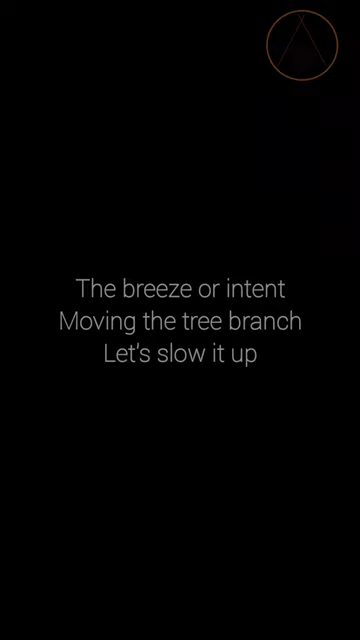 The breeze or intent
Moving the tree branch
Let's slow it up